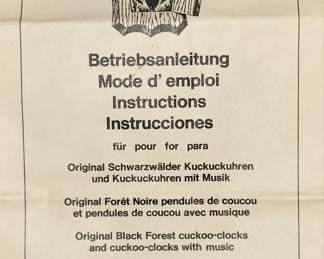 Betriebsanleitung
Mode d' emploi
Instructions
Instrucciones
für pour for para
Original Schwarzwälder Kuckuckuhren
und Kuckuckuhren mit Musik
Original Forêt Noire pendules de coucou
et pendules de coucou avec musique
Original Black Forest cuckoo-clocks
and cuckoo-clocks with music